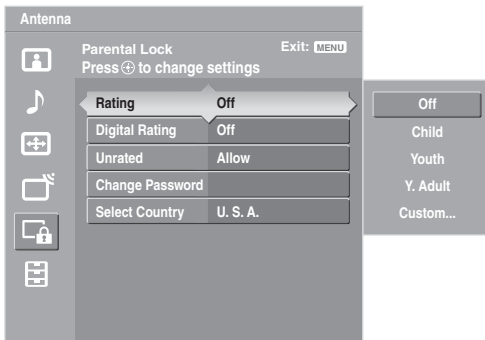 Antenna
Parental Lock
Exit: MENU
Press to change settings
Rating Off
Digital Rating Off
Unrated Allow
Change Password
Select Country U. S. A.
Off
Child
Youth
Y. Adult
Custom...